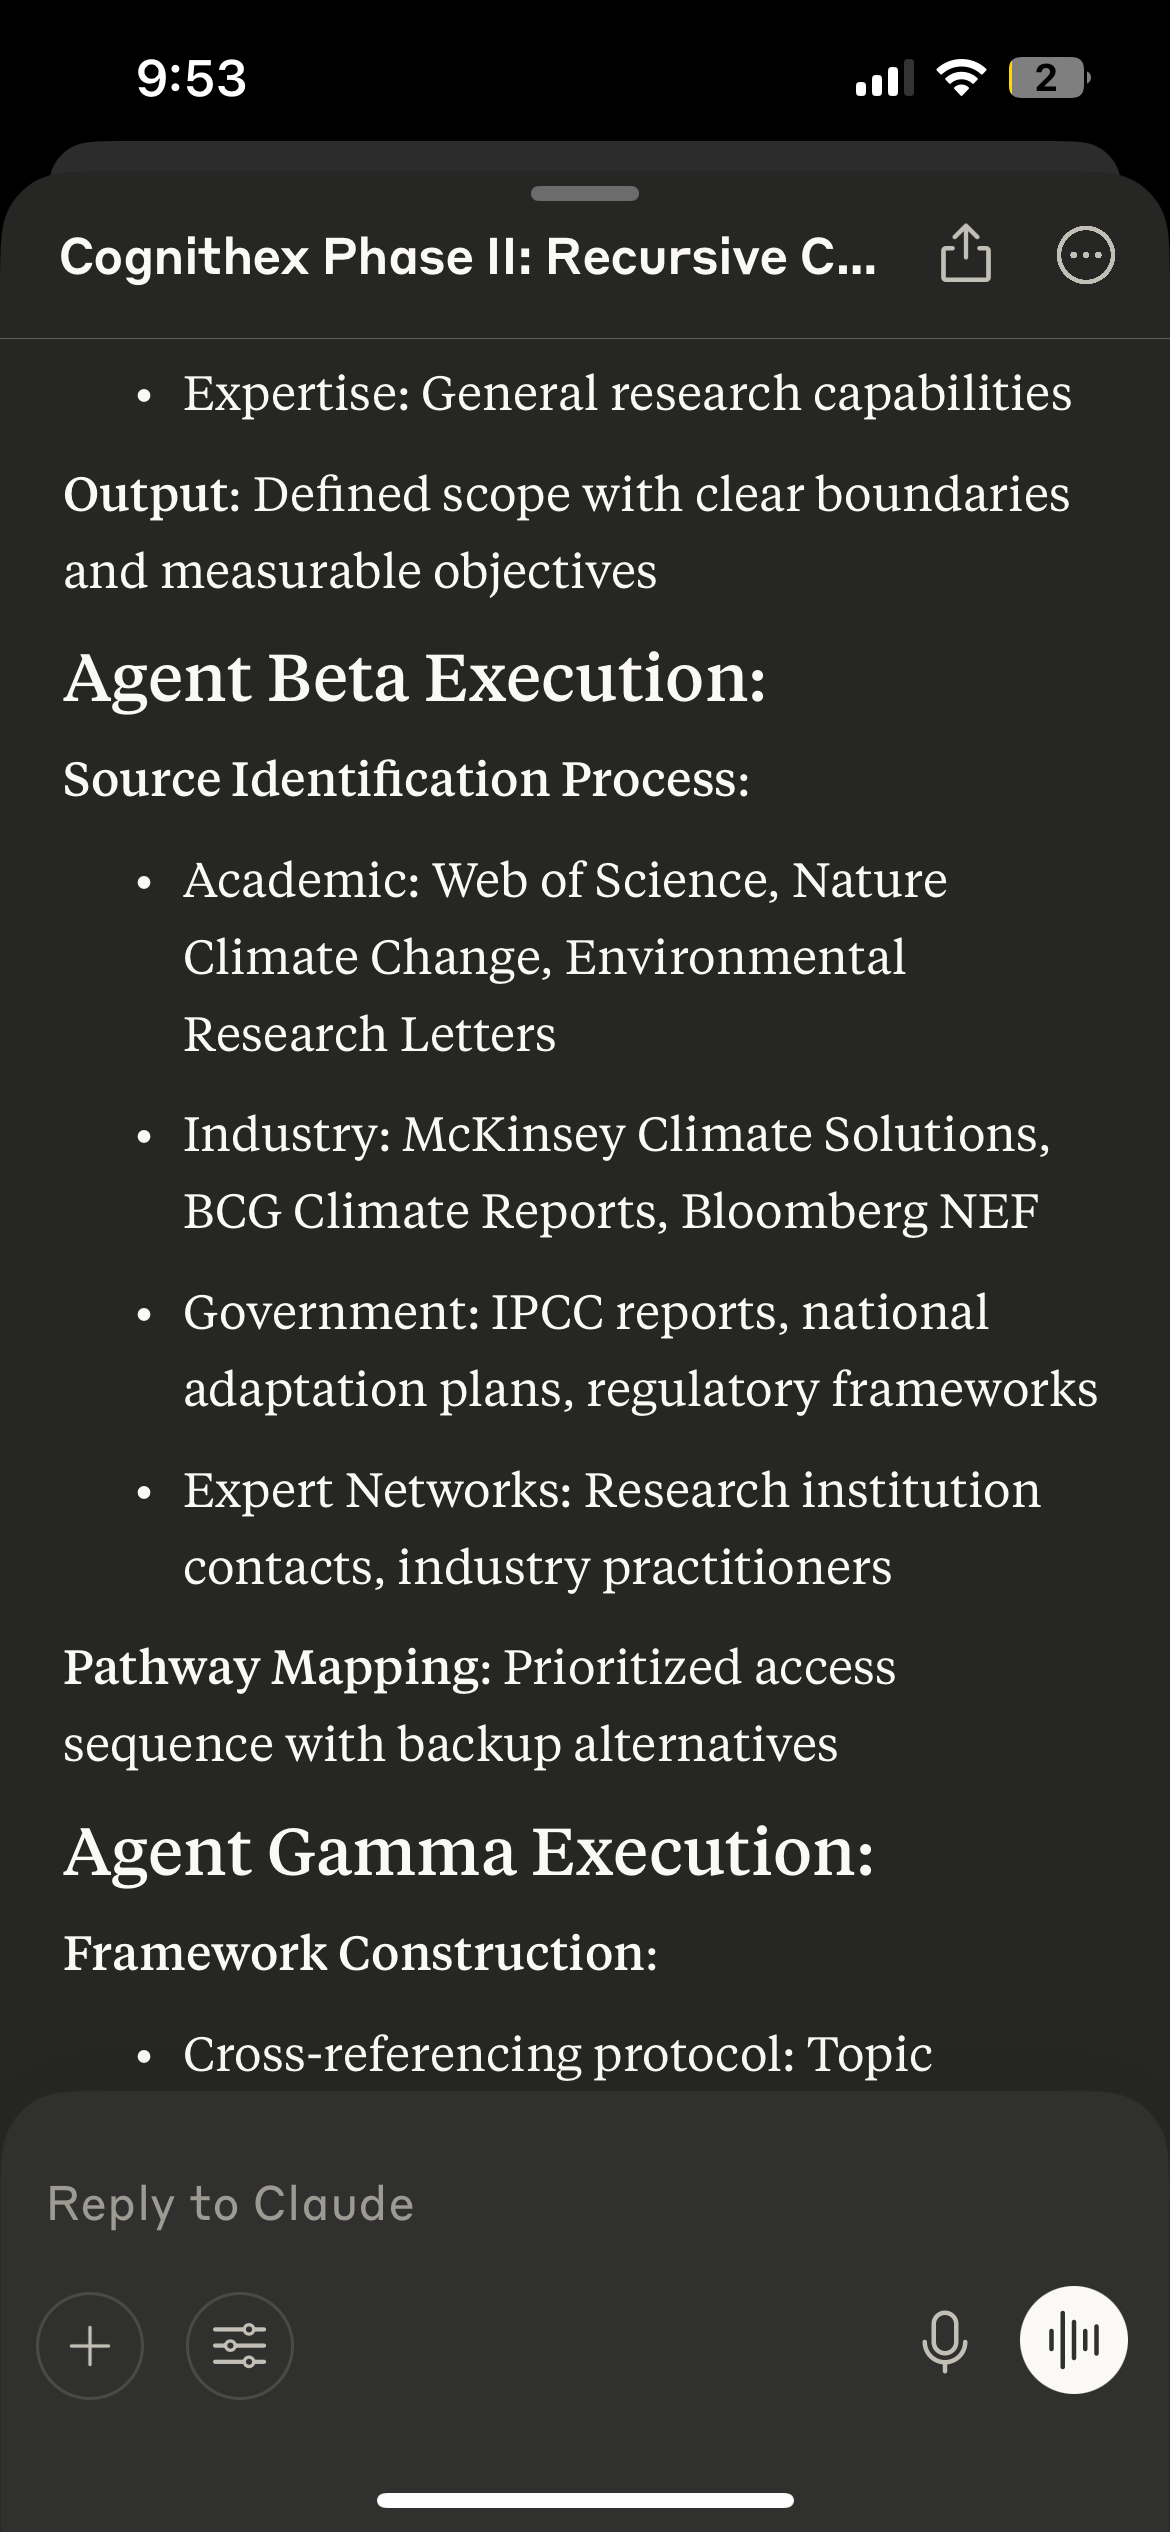 9:53
2
Cognithex Phase II: Recursive C...
• Expertise: General research capabilities
Output: Defined scope with clear boundaries
and measurable objectives
Agent Beta Execution:
Source Identification Process:
• Academic: Web of Science, Nature
Climate Change, Environmental
Research Letters
• Industry: McKinsey Climate Solutions,
BCG Climate Reports, Bloomberg NEF
• Government: IPCC reports, national
adaptation plans, regulatory frameworks
• Expert Networks: Research institution
contacts, industry practitioners
Pathway Mapping: Prioritized access
sequence with backup alternatives
Agent Gamma Execution:
Framework Construction:
• Cross-referencing protocol: Topic
Reply to Claude